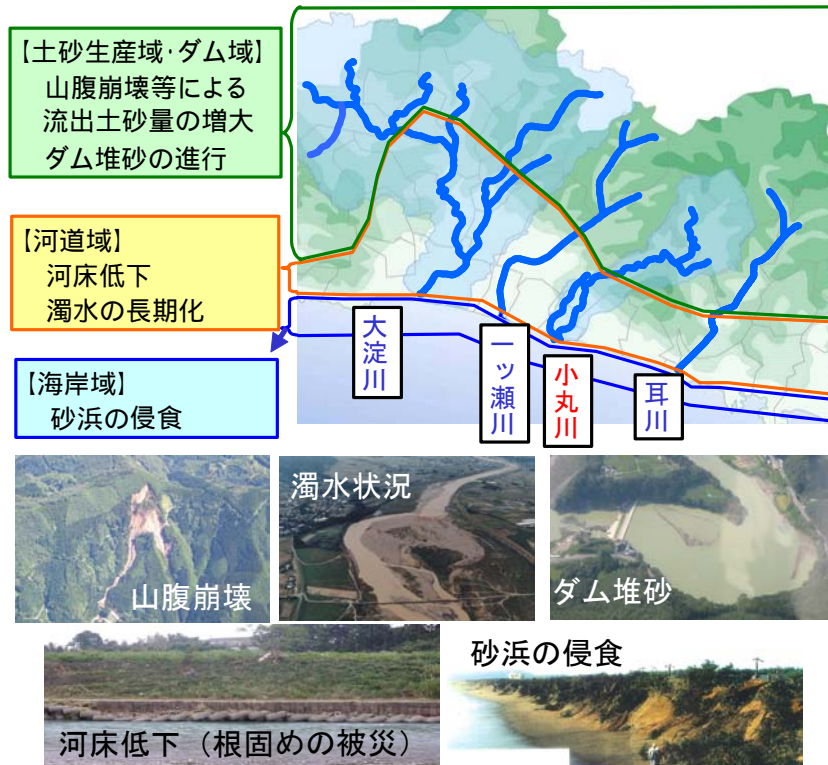 【土砂生産域･ダム域】
山腹崩壊等による
流出土砂量の増大
ダム堆砂の進行
【河道域】
河床低下
濁水の長期化
【海岸域】
砂浜の侵食
大淀川
一ッ瀬川
小丸川
耳川
山腹崩壊
濁水状況
ダム堆砂
河床低下（根固めの被災）
砂浜の侵食